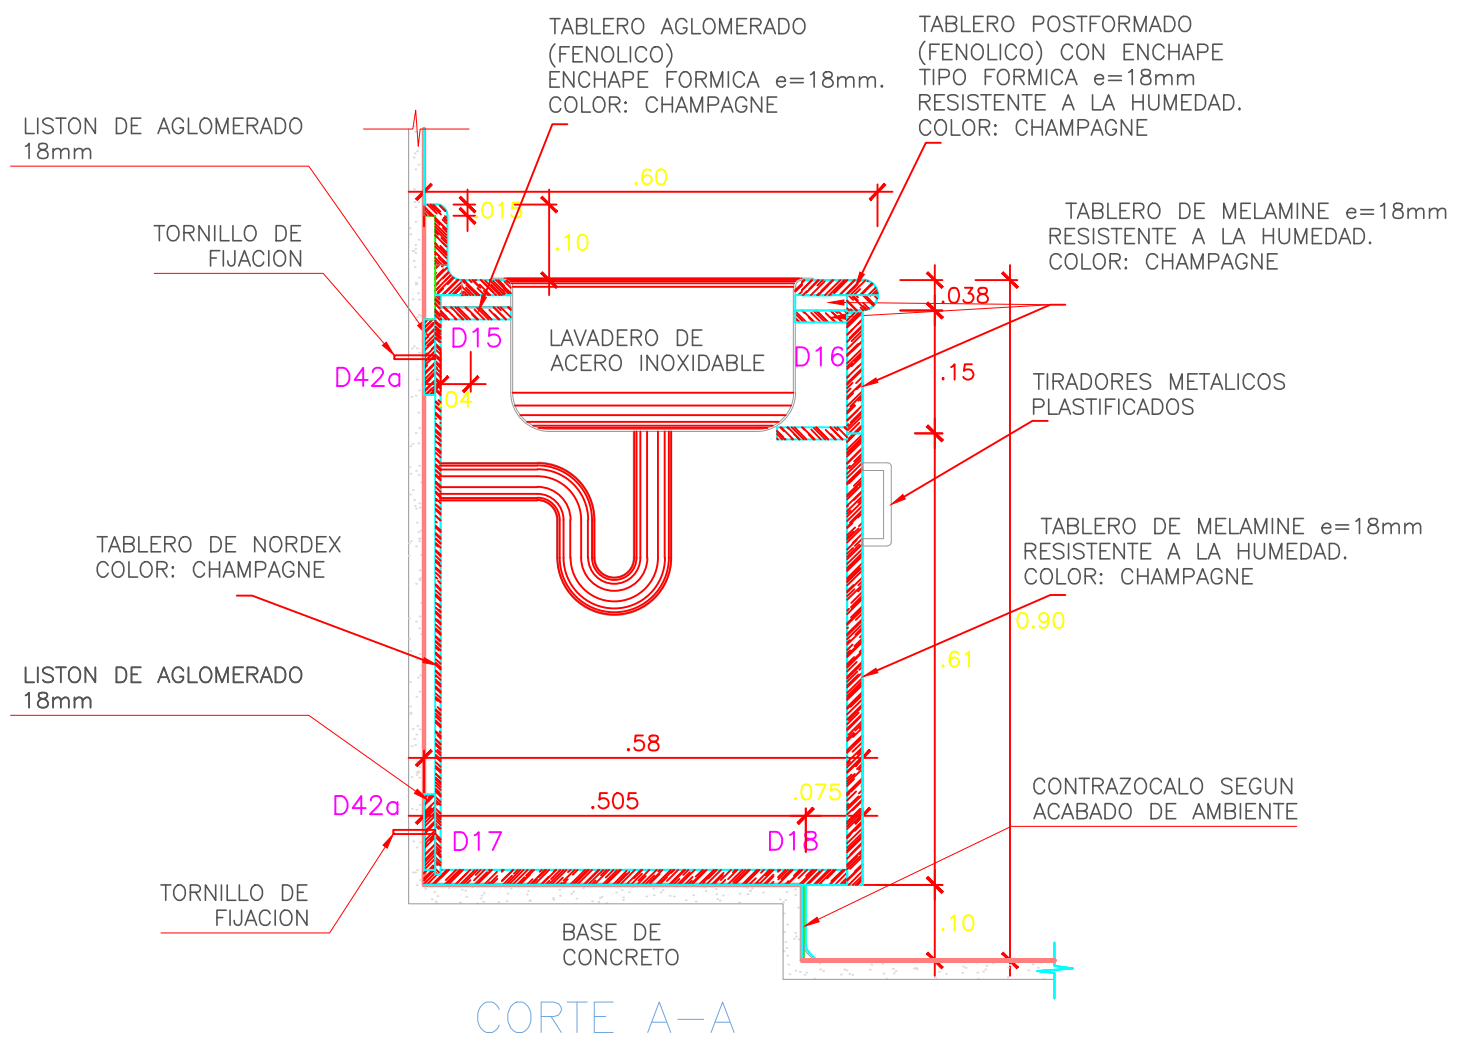 TABLERO AGLOMERADO
(FENOLICO)
ENCHAPE FORMICA e=18mm.
COLOR: CHAMPAGNE
TABLERO POSTFORMADO
(FENOLICO) CON ENCHAPE
TIPO FORMICA e=18mm
RESISTENTE A LA HUMEDAD.
COLOR: CHAMPAGNE
LISTON DE AGLOMERADO
18mm
.60
.015
.10
TORNILLO DE
FIJACION
TABLERO DE MELAMINE e=18mm
RESISTENTE A LA HUMEDAD.
COLOR: CHAMPAGNE
.038
D15
LAVADERO DE
ACERO INOXIDABLE
D16
D42a
.04
.15
TIRADORES METALICOS
PLASTIFICADOS
TABLERO DE NORDEX
COLOR: CHAMPAGNE
TABLERO DE MELAMINE e=18mm
RESISTENTE A LA HUMEDAD.
COLOR: CHAMPAGNE
0.90
.61
LISTON DE AGLOMERADO
18mm
.58
.505
.075
D42a
D17
D18
CONTRAZOCALO SEGUN
ACABADO DE AMBIENTE
TORNILLO DE
FIJACION
.10
BASE DE
CONCRETO
CORTE A-A